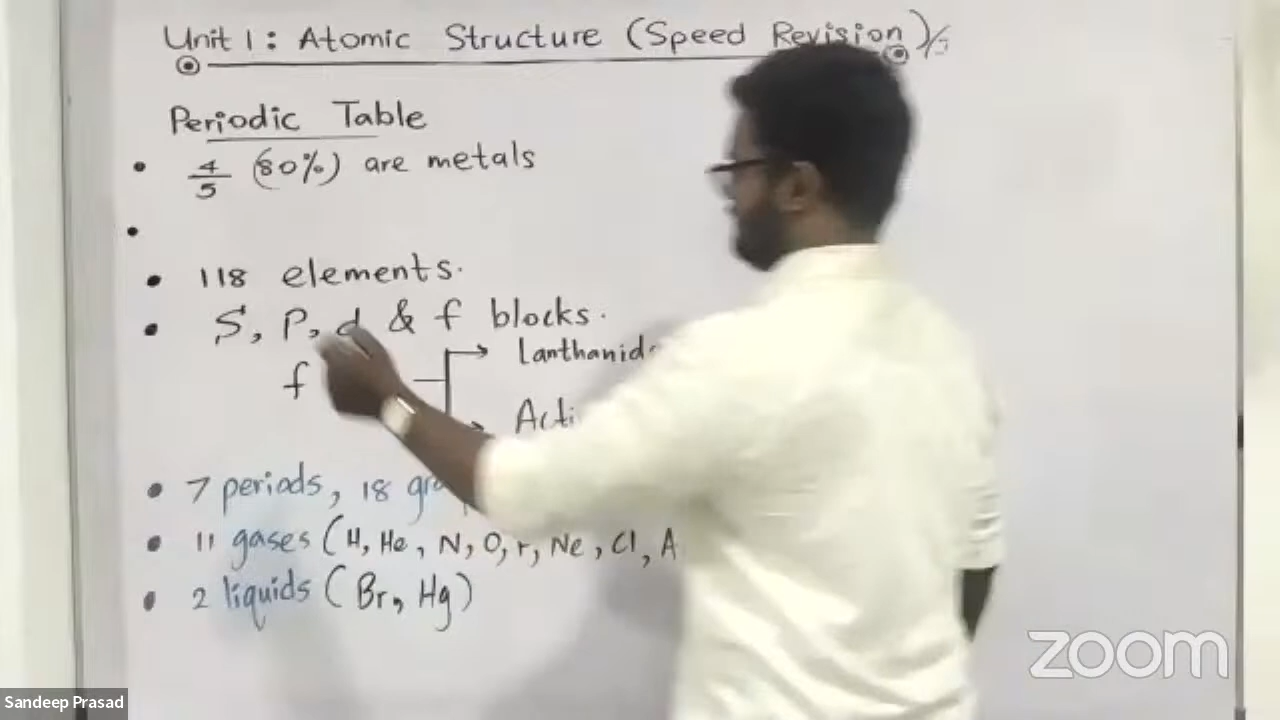 Unit 1 : Atomic Structure (Speed Revision)
Periodic Table
• 4/5 (80%) are metals
•
• 118 elements.
• S, P, d & f blocks.
f
Lanthanid
Acti
• 7 periods, 18
• 11 gases (H, He, N, O, F, Ne, Cl, A
• 2 liquids (Br, Hg)
zoom
Sandeep Prasad